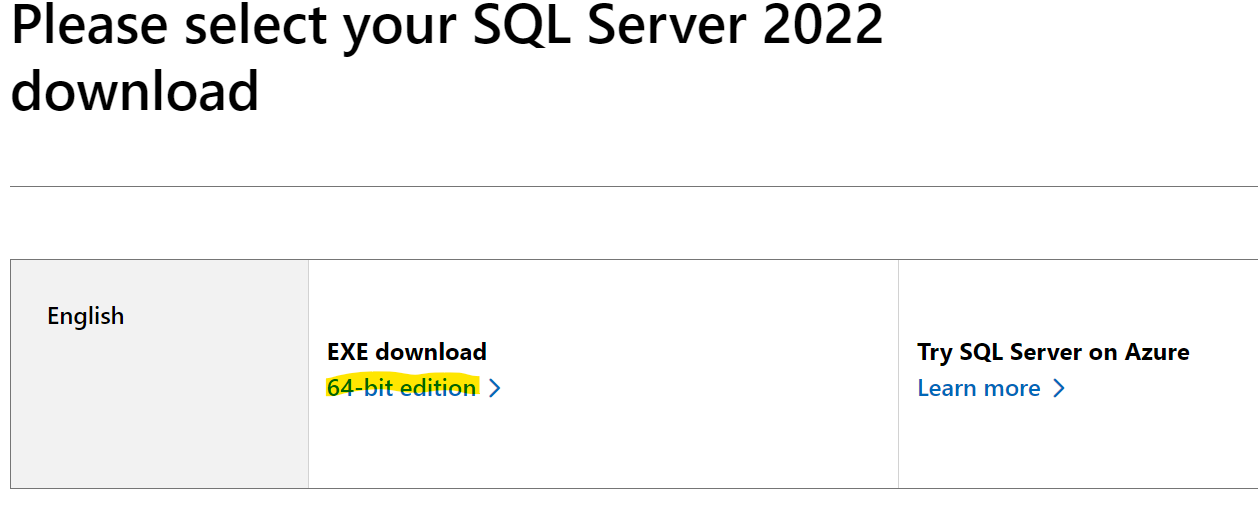 Please select your SQL Server 2022
download
English
EXE download
64-bit edition
Try SQL Server on Azure
Learn more